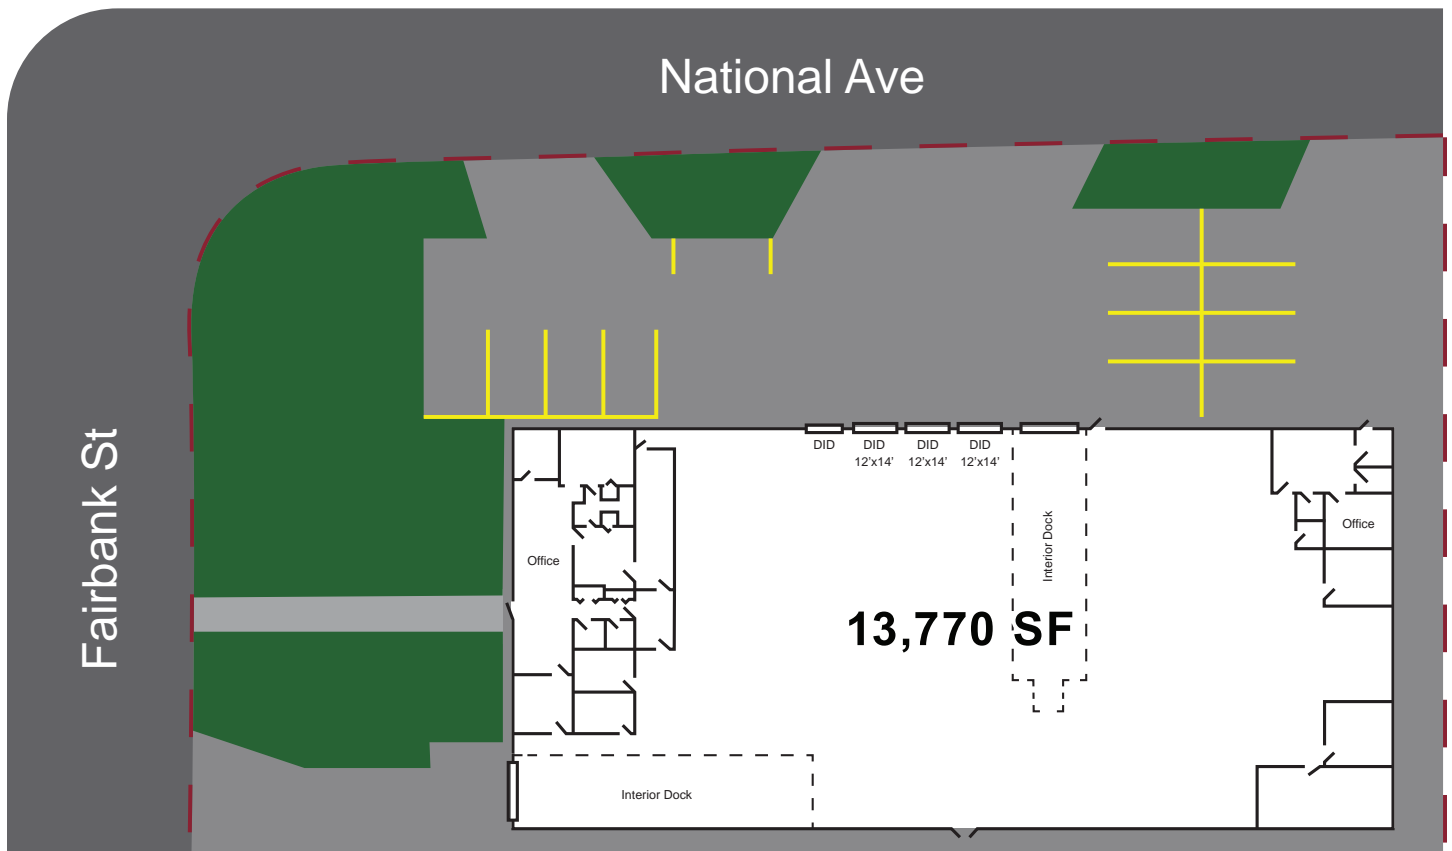 National Ave
Fairbank St
DID
DID
12'x14'
DID
12'x14'
DID
12'x14'
Interior Dock
Office
Office
13,770 SF
Interior Dock